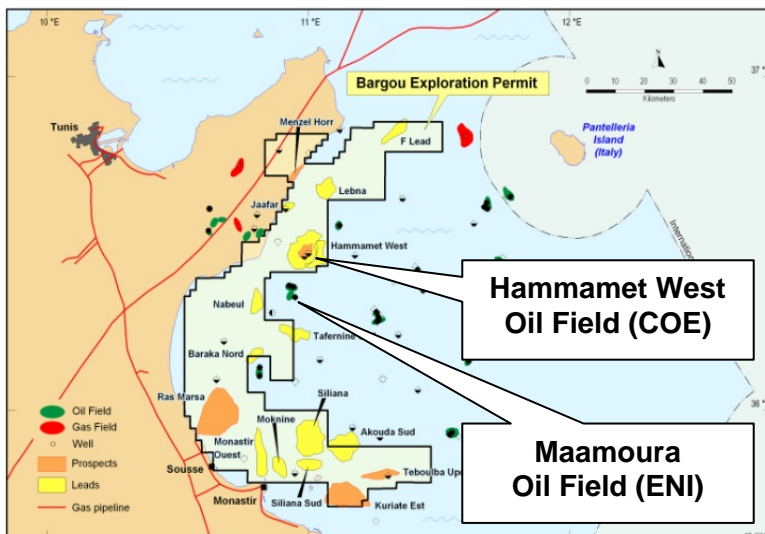 10 °E
11 °E
12 °E
37 °
N
0 10 20 30 40 50
Kilometers
Bargou Exploration Permit
Menzel Horr
Tunis
F Lead
Pantelleria
Island
(Italy)
Lebna
Jaafar
Hammamet West
Internation
Hammamet West
Oil Field (COE)
Nabeul
Tafernine
Baraka Nord
Ras Marsa
Siliana
36 °
Oil Field
Gas Field
Well
Prospects
Leads
Gas pipeline
Moknine
Akouda Sud
Monastir
Ouest
Maamoura
Oil Field (ENI)
Sousse
Teboulba Up
Monastir
Siliana Sud
Kuriate Est